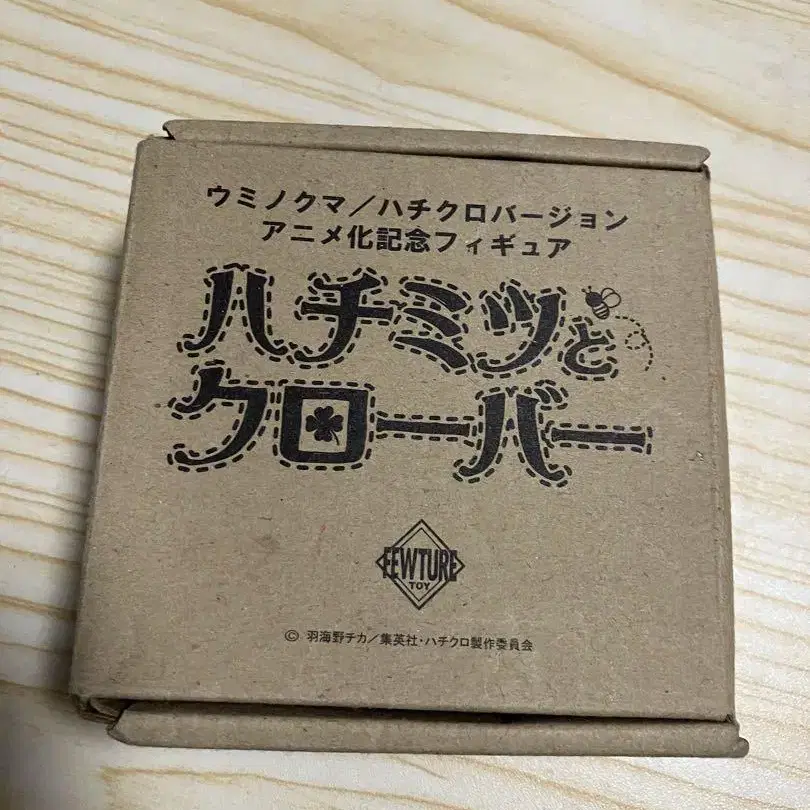 ウミノクマ／ハチクロバージョン
アニメ化記念フィギュア
ハチミツと
クローバー
FEWTURE
TOY
© 羽海野チカ／集英社・ハチクロ製作委員会